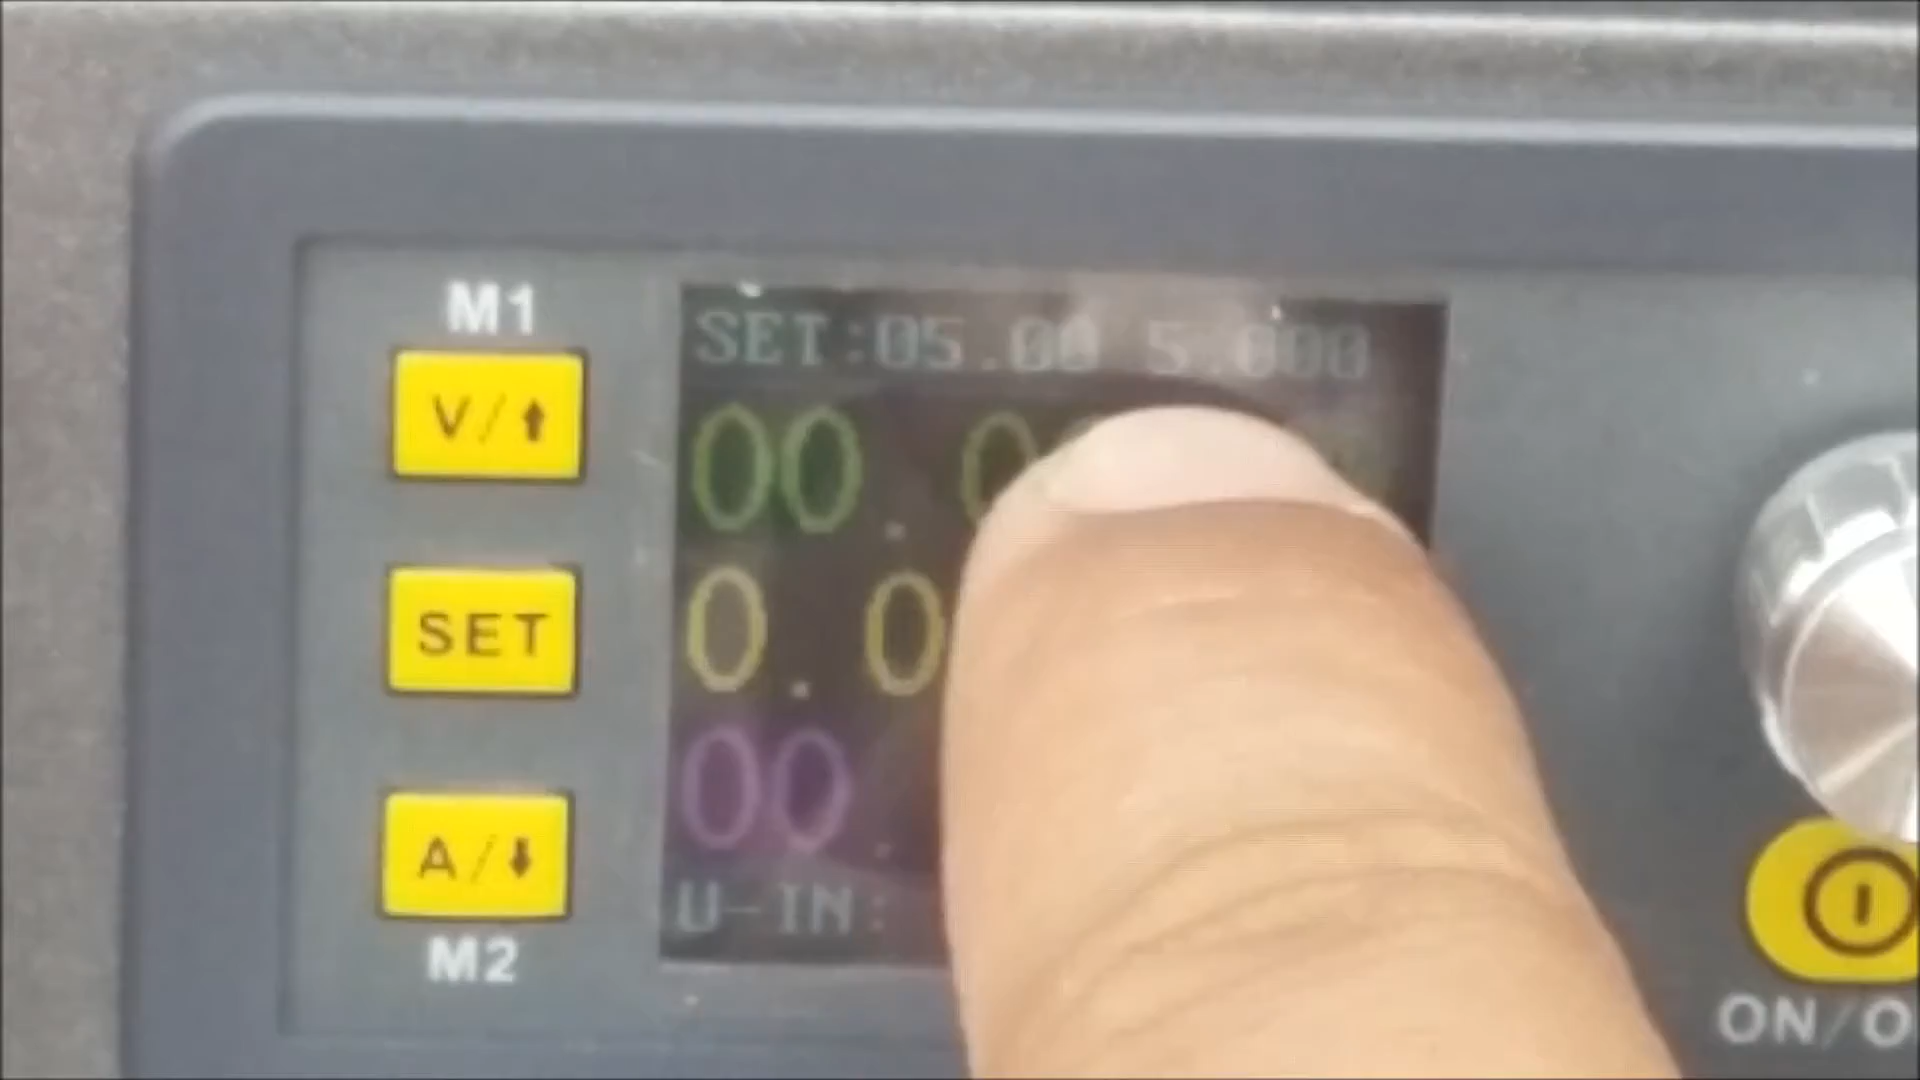 M1
V/⬆
SET
A/⬇
M2
SET:05.00 5.000
00.0
0.0
00.
U-IN:
ON/O